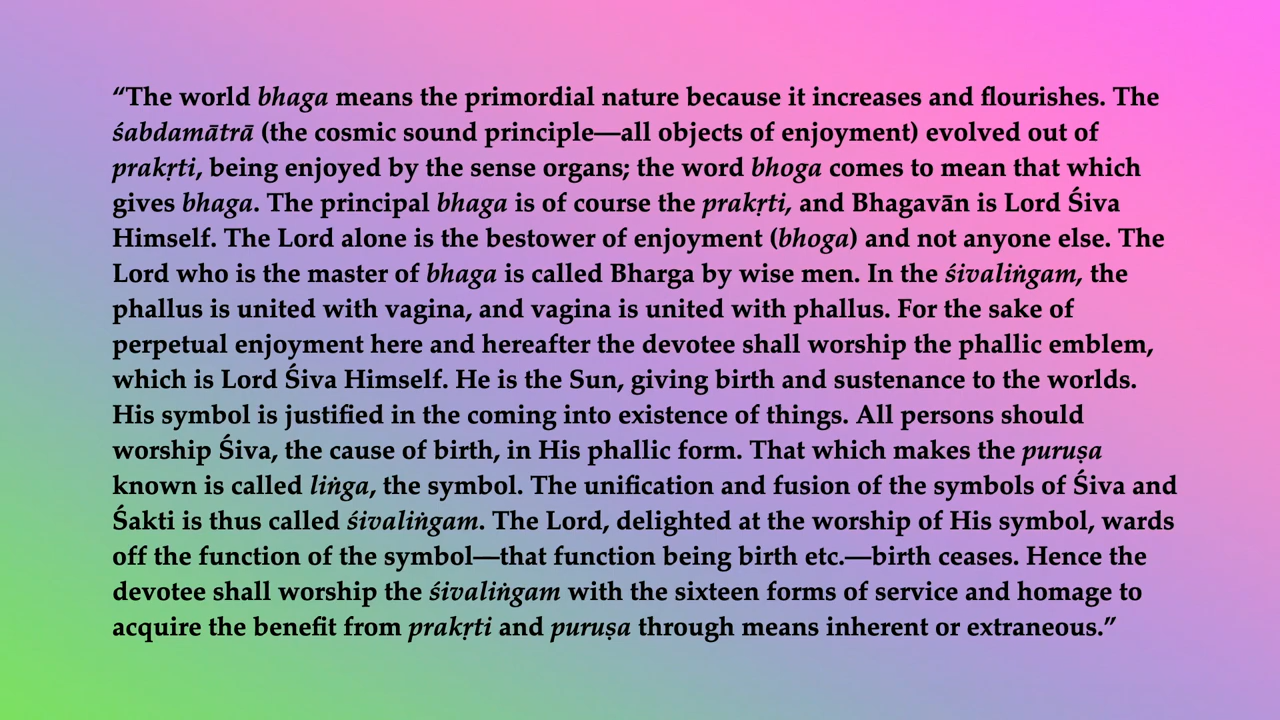 “The world bhaga means the primordial nature because it increases and flourishes. The
śabdamātrā (the cosmic sound principle—all objects of enjoyment) evolved out of
prakṛti, being enjoyed by the sense organs; the word bhoga comes to mean that which
gives bhaga. The principal bhaga is of course the prakṛti, and Bhagavān is Lord Śiva
Himself. The Lord alone is the bestower of enjoyment (bhoga) and not anyone else. The
Lord who is the master of bhaga is called Bharga by wise men. In the śivaliṅgam, the
phallus is united with vagina, and vagina is united with phallus. For the sake of
perpetual enjoyment here and hereafter the devotee shall worship the phallic emblem,
which is Lord Śiva Himself. He is the Sun, giving birth and sustenance to the worlds.
His symbol is justified in the coming into existence of things. All persons should
worship Śiva, the cause of birth, in His phallic form. That which makes the puruṣa
known is called liṅga, the symbol. The unification and fusion of the symbols of Śiva and
Śakti is thus called śivaliṅgam. The Lord, delighted at the worship of His symbol, wards
off the function of the symbol—that function being birth etc.—birth ceases. Hence the
devotee shall worship the śivaliṅgam with the sixteen forms of service and homage to
acquire the benefit from prakṛti and puruṣa through means inherent or extraneous.”